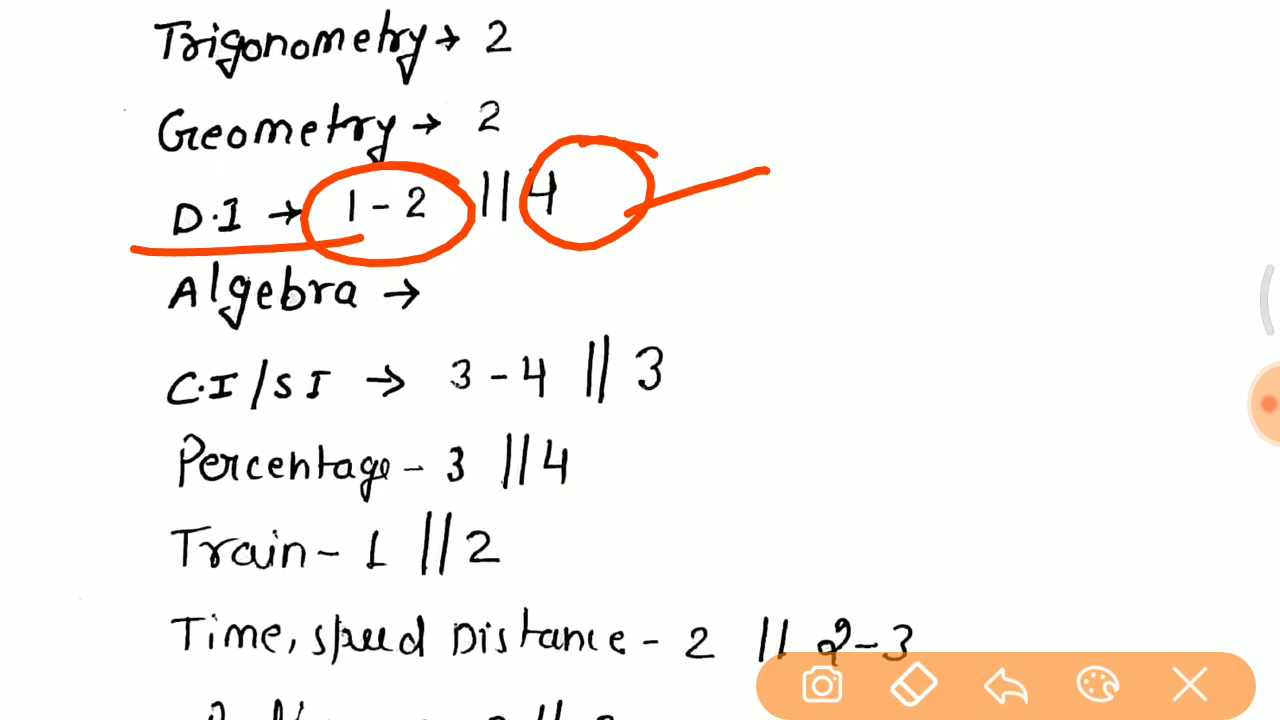 Trigonometry → 2
Geometry → 2
D.I → 1 - 2 || 4
Algebra →
C.I/SI → 3 - 4 || 3
Percentage - 3 || 4
Train - 1 || 2
Time, speed Distance - 2 || 2-3